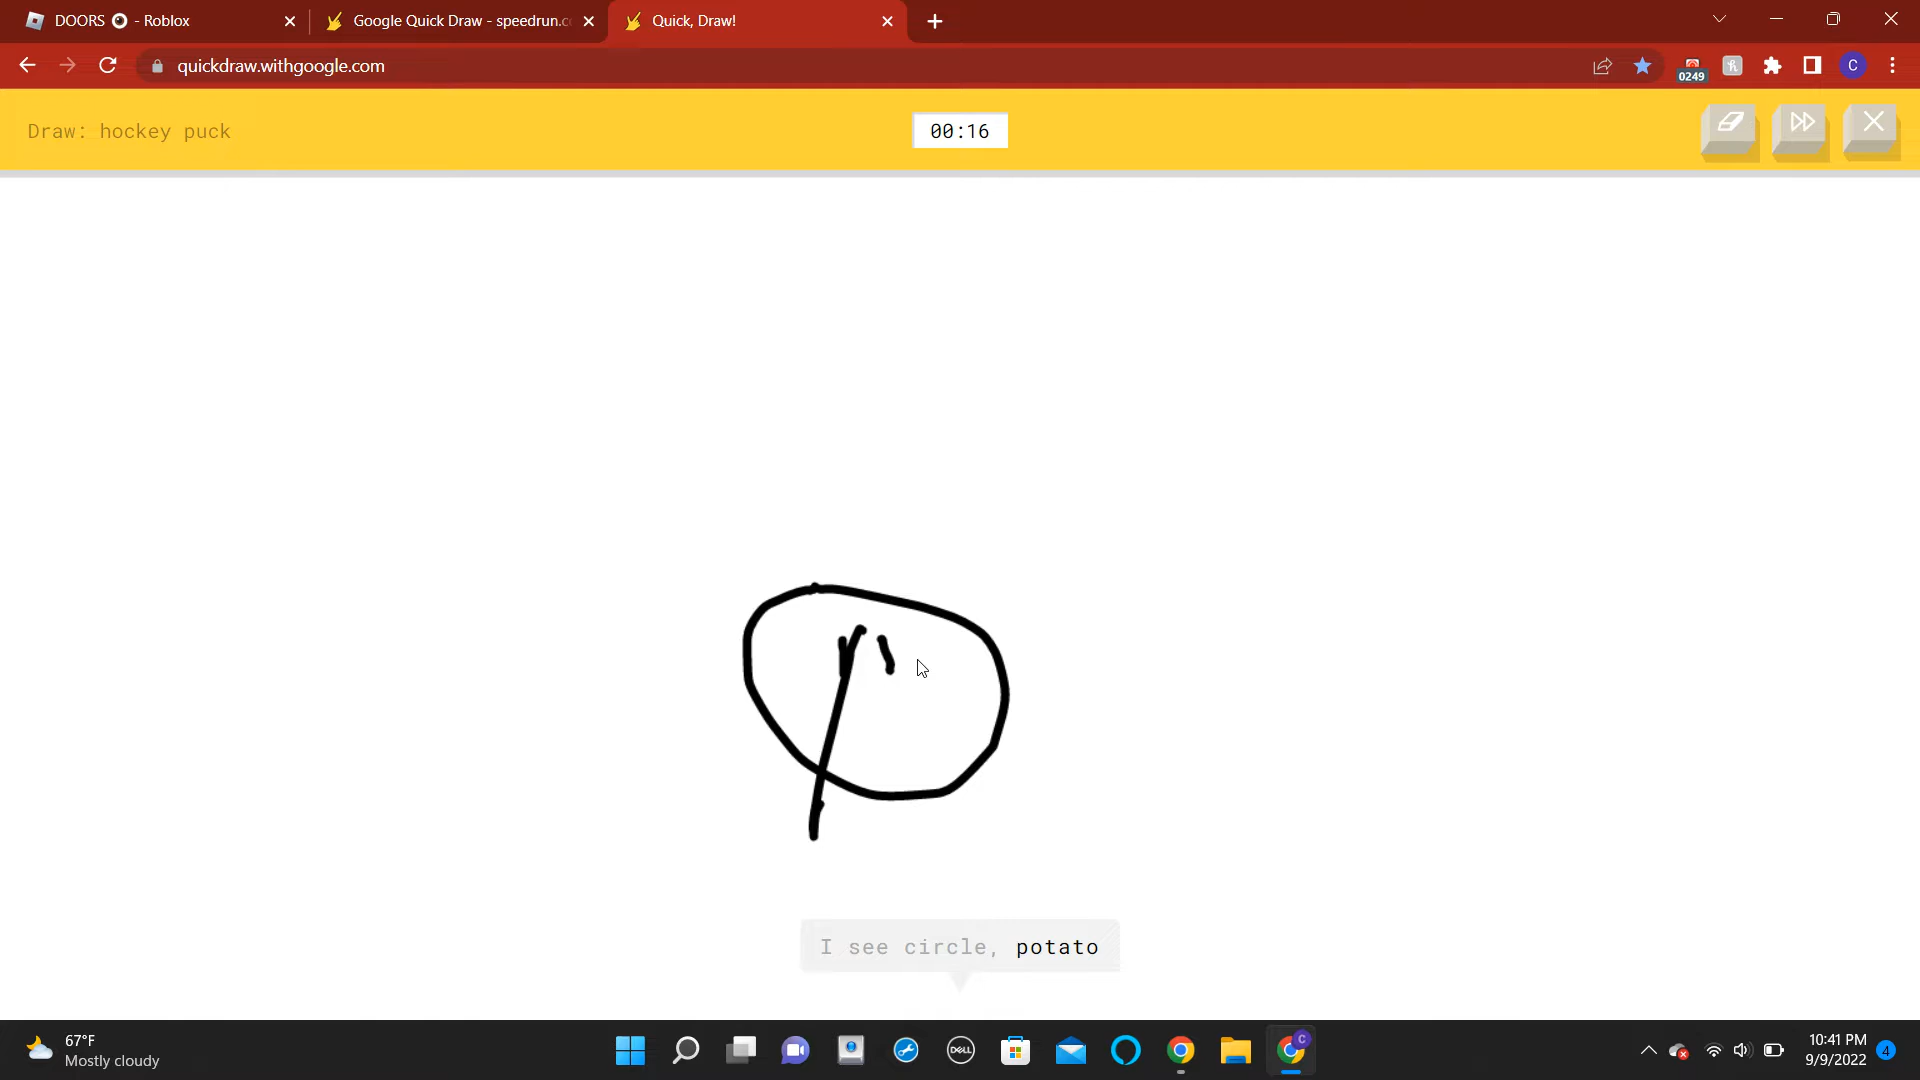 DOORS 👁 - Roblox
Google Quick Draw - speedrun.c
Quick, Draw!
quickdraw.withgoogle.com
0249
C
Draw: hockey puck
00:16
I see circle, potato
67°F
Mostly cloudy
DELL
C
10:41 PM
9/9/2022
4